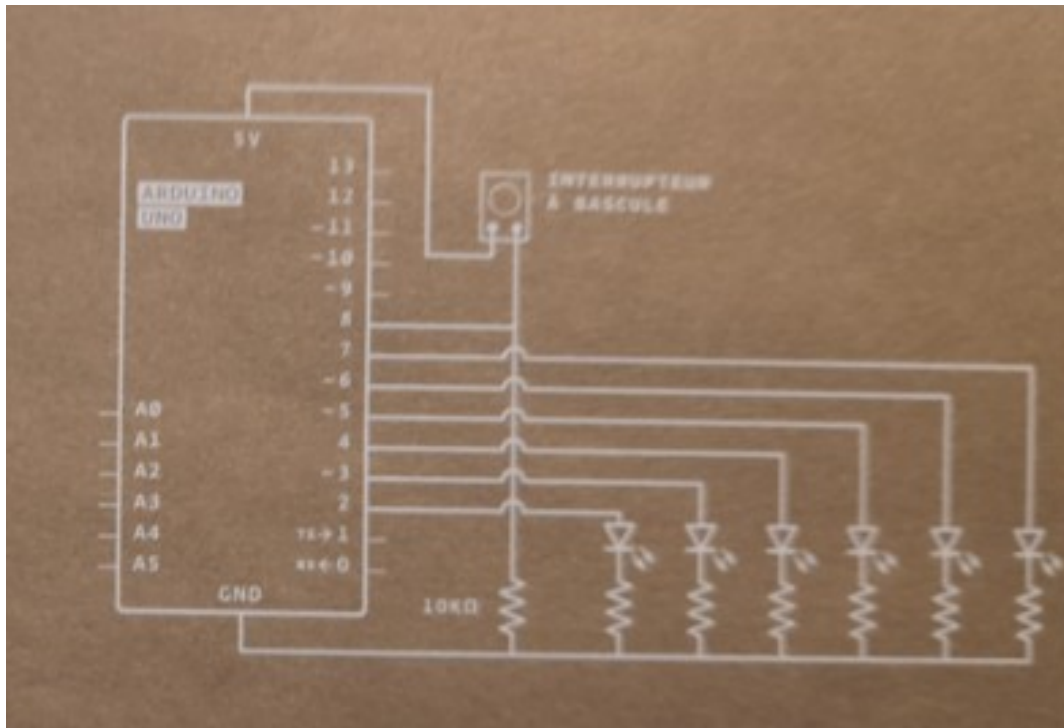 5V
ARDUINO
UNO
13
12
~11
~10
~9
8
7
~6
~5
4
~3
2
TX→1
RX←0
A0
A1
A2
A3
A4
A5
GND
INTERRUPTEUR
À BASCULE
10KΩ